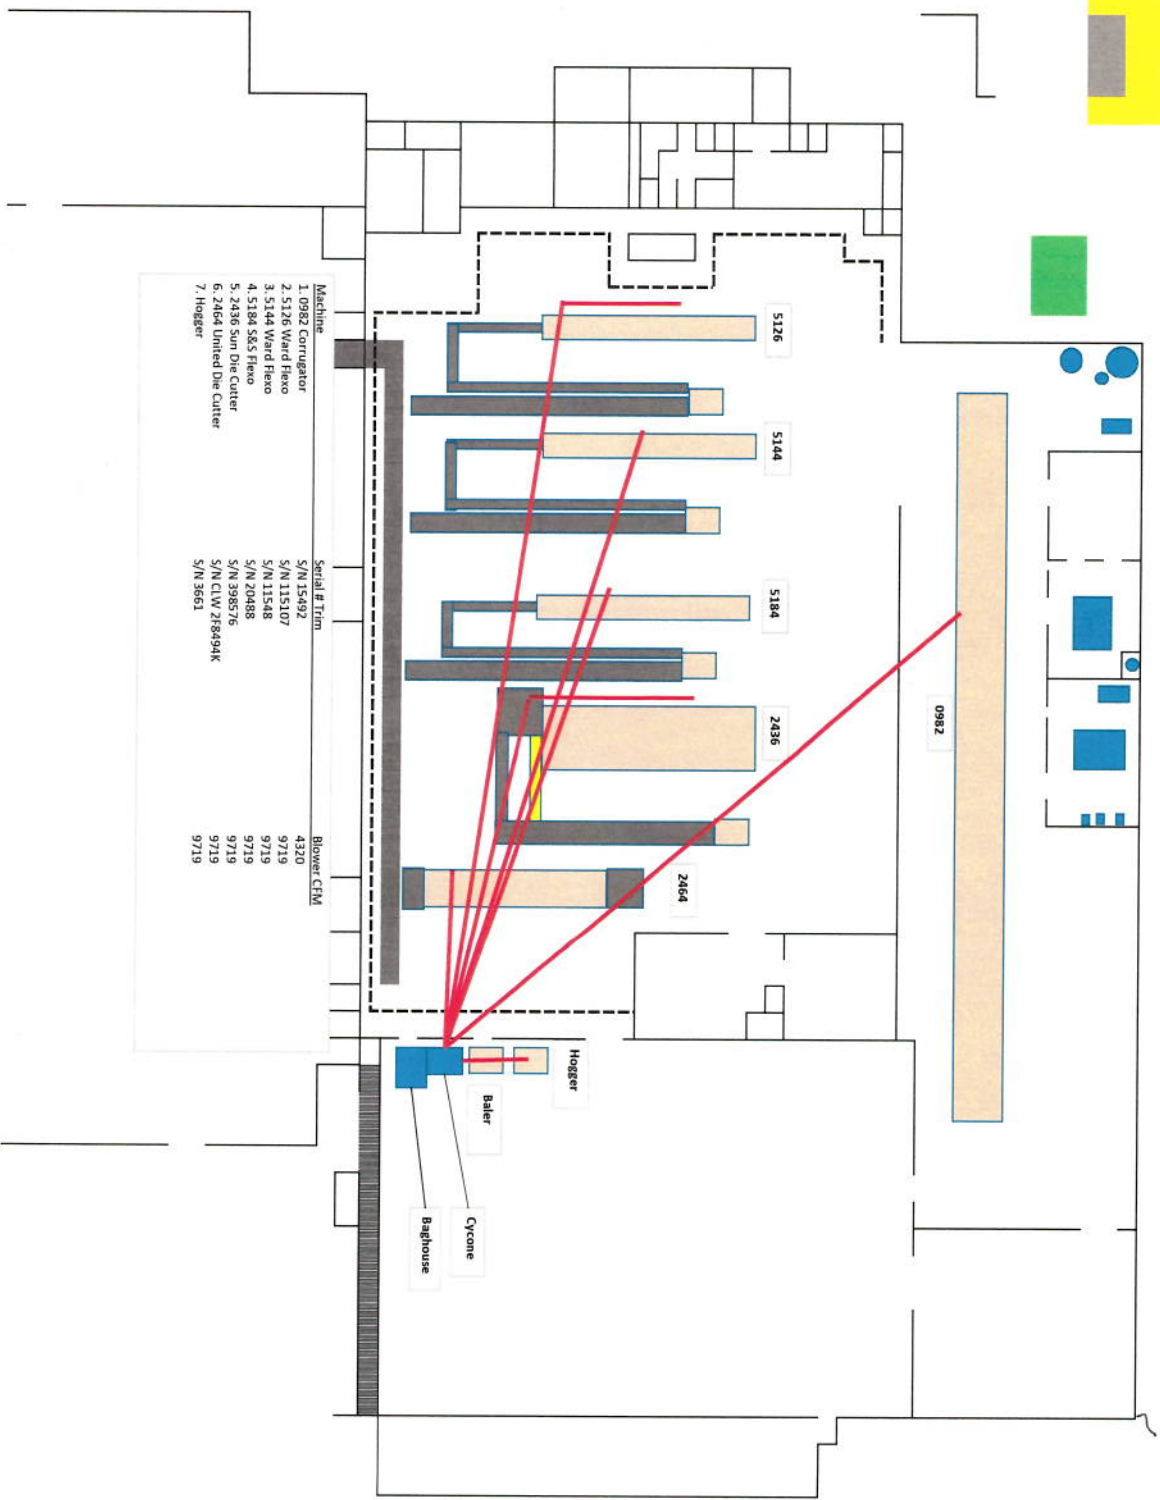 5126
5144
5184
2436
2464
0982
Hogger
Baler
Cycone
Baghouse
Machine Serial # Trim Blower CFM
1. 0982 Corrugator S/N 15492 4320
2. 5126 Ward Flexo S/N 115107 9719
3. 5144 Ward Flexo S/N 11548 9719
4. 5184 S&S Flexo S/N 20488 9719
5. 2436 Sun Die Cutter S/N 398576 9719
6. 2464 United Die Cutter S/N CLW 2F8494K 9719
7. Hogger S/N 3661 9719